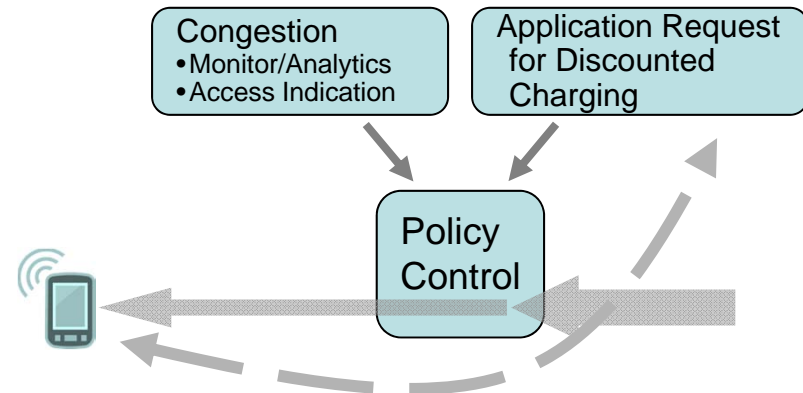 Congestion
•Monitor/Analytics
•Access Indication
Application Request
for Discounted
Charging
Policy
Control